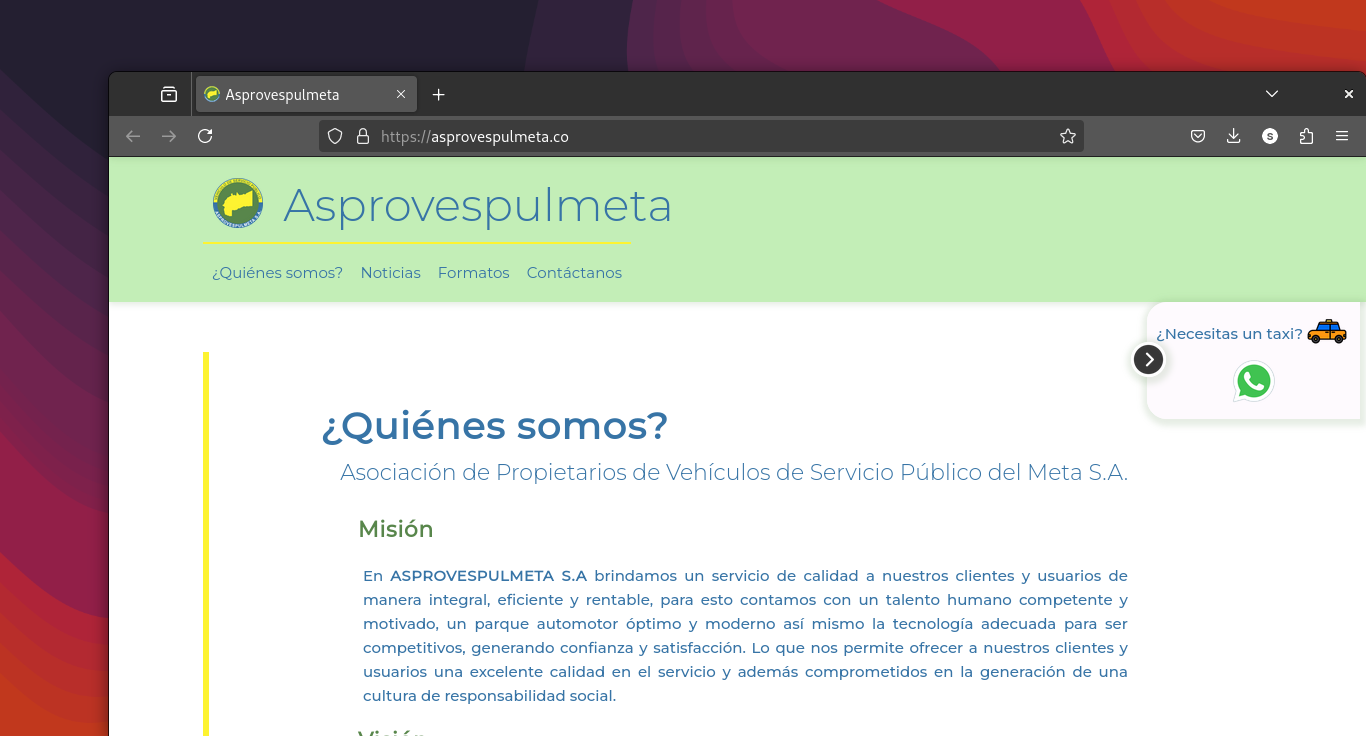 Asprovespulmeta
https://asprovespulmeta.co
S
Asprovespulmeta
¿Quiénes somos? Noticias Formatos Contáctanos
¿Necesitas un taxi?
¿Quiénes somos?
Asociación de Propietarios de Vehículos de Servicio Público del Meta S.A.
Misión
En ASPROVESPULMETA S.A brindamos un servicio de calidad a nuestros clientes y usuarios de
manera integral, eficiente y rentable, para esto contamos con un talento humano competente y
motivado, un parque automotor óptimo y moderno así mismo la tecnología adecuada para ser
competitivos, generando confianza y satisfacción. Lo que nos permite ofrecer a nuestros clientes y
usuarios una excelente calidad en el servicio y además comprometidos en la generación de una
cultura de responsabilidad social.
Visión